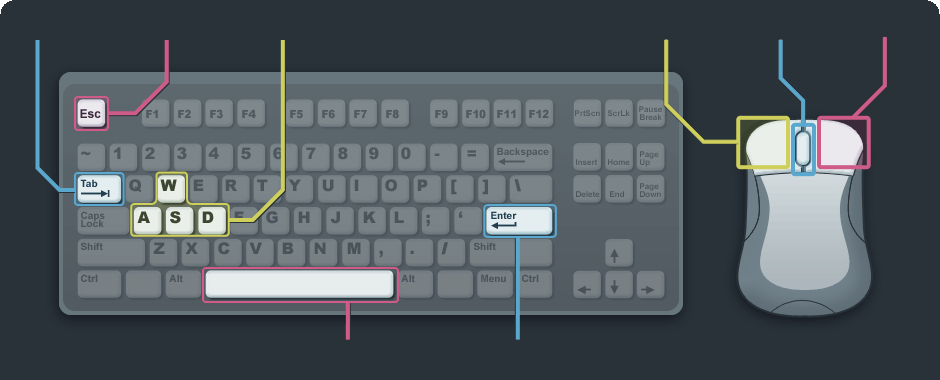 Esc F1 F2 F3 F4 F5 F6 F7 F8 F9 F10 F11 F12 PrtScn ScrLk Pause Break
~ 1 2 3 4 5 6 7 8 9 0 - = Backspace Insert Home Page Up
Tab Q W E R T Y U I O P [ ] \ Delete End Page Down
Caps Lock A S D F G H J K L ; ‘ Enter
Shift Z X C V B N M , . / Shift
Ctrl Alt Alt Menu Ctrl